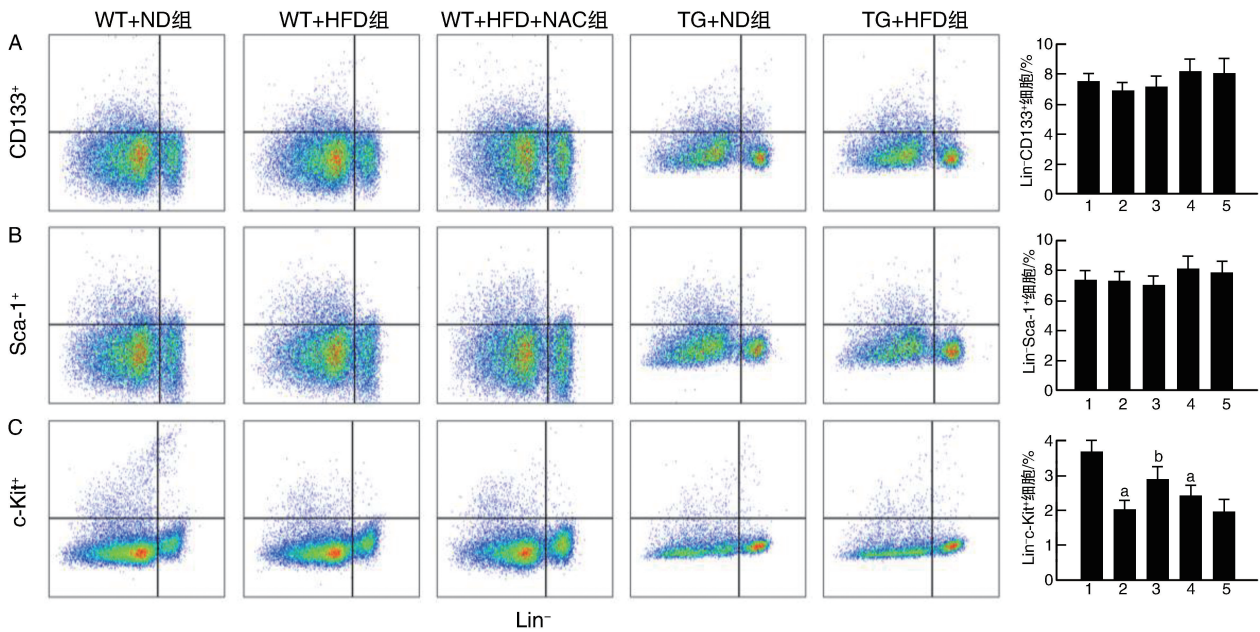 WT+ND组
WT+HFD组
WT+HFD+NAC组
TG+ND组
TG+HFD组
A
CD133⁺
Lin⁻CD133⁺细胞/%
10
8
6
4
2
0
1 2 3 4 5
B
Sca-1⁺
Lin⁻Sca-1⁺细胞/%
10
8
6
4
2
0
1 2 3 4 5
C
c-Kit⁺
Lin⁻c-Kit⁺细胞/%
4
3
2
1
0
a
b
a
1 2 3 4 5
Lin⁻